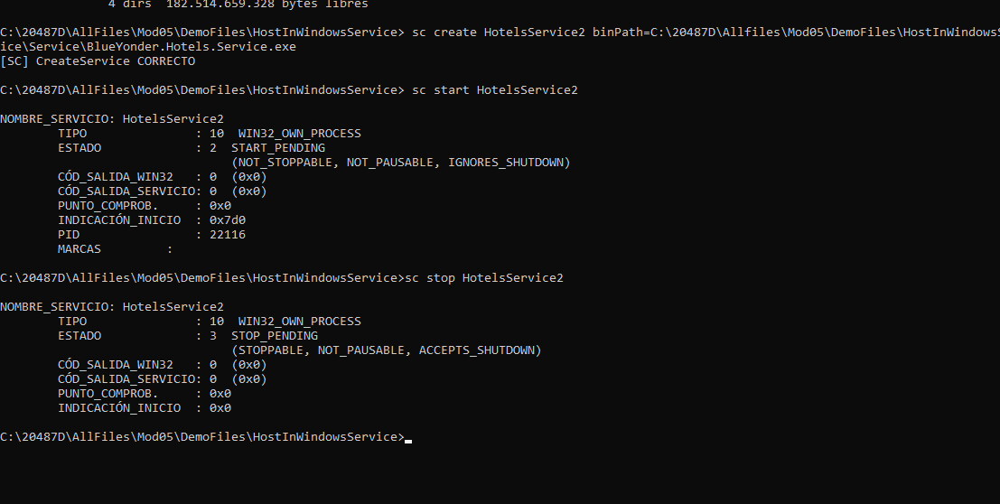 4 dirs  182.514.659.328 bytes libres
C:\20487D\AllFiles\Mod05\DemoFiles\HostInWindowsService> sc create HotelsService2 binPath=C:\20487D\Allfiles\Mod05\DemoFiles\HostInWindowsServ
ice\Service\BlueYonder.Hotels.Service.exe
[SC] CreateService CORRECTO
C:\20487D\AllFiles\Mod05\DemoFiles\HostInWindowsService> sc start HotelsService2
NOMBRE_SERVICIO: HotelsService2
        TIPO               : 10  WIN32_OWN_PROCESS
        ESTADO             : 2  START_PENDING
                                (NOT_STOPPABLE, NOT_PAUSABLE, IGNORES_SHUTDOWN)
        CÓD_SALIDA_WIN32   : 0  (0x0)
        CÓD_SALIDA_SERVICIO: 0  (0x0)
        PUNTO_COMPROB.     : 0x0
        INDICACIÓN_INICIO  : 0x7d0
        PID                : 22116
        MARCAS         :
C:\20487D\AllFiles\Mod05\DemoFiles\HostInWindowsService>sc stop HotelsService2
NOMBRE_SERVICIO: HotelsService2
        TIPO               : 10  WIN32_OWN_PROCESS
        ESTADO             : 3  STOP_PENDING
                                (STOPPABLE, NOT_PAUSABLE, ACCEPTS_SHUTDOWN)
        CÓD_SALIDA_WIN32   : 0  (0x0)
        CÓD_SALIDA_SERVICIO: 0  (0x0)
        PUNTO_COMPROB.     : 0x0
        INDICACIÓN_INICIO  : 0x0
C:\20487D\AllFiles\Mod05\DemoFiles\HostInWindowsService>